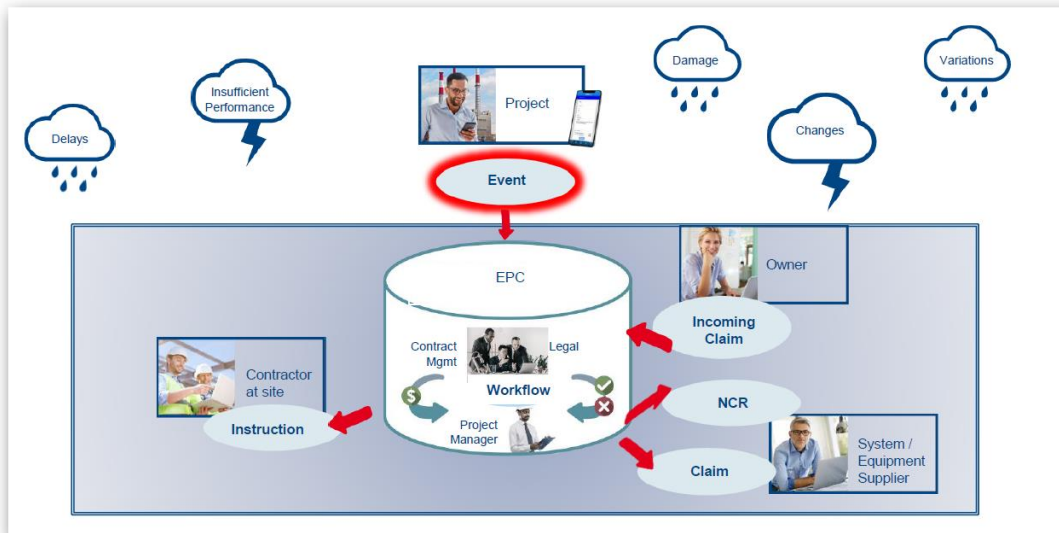 Damage
Variations
Insufficient
Performance
Project
Delays
Changes
Event
EPC
Owner
Incoming
Claim
Contract
Mgmt
Legal
Contractor
at site
$
Workflow
NCR
Instruction
Project
Manager
System /
Equipment
Supplier
Claim